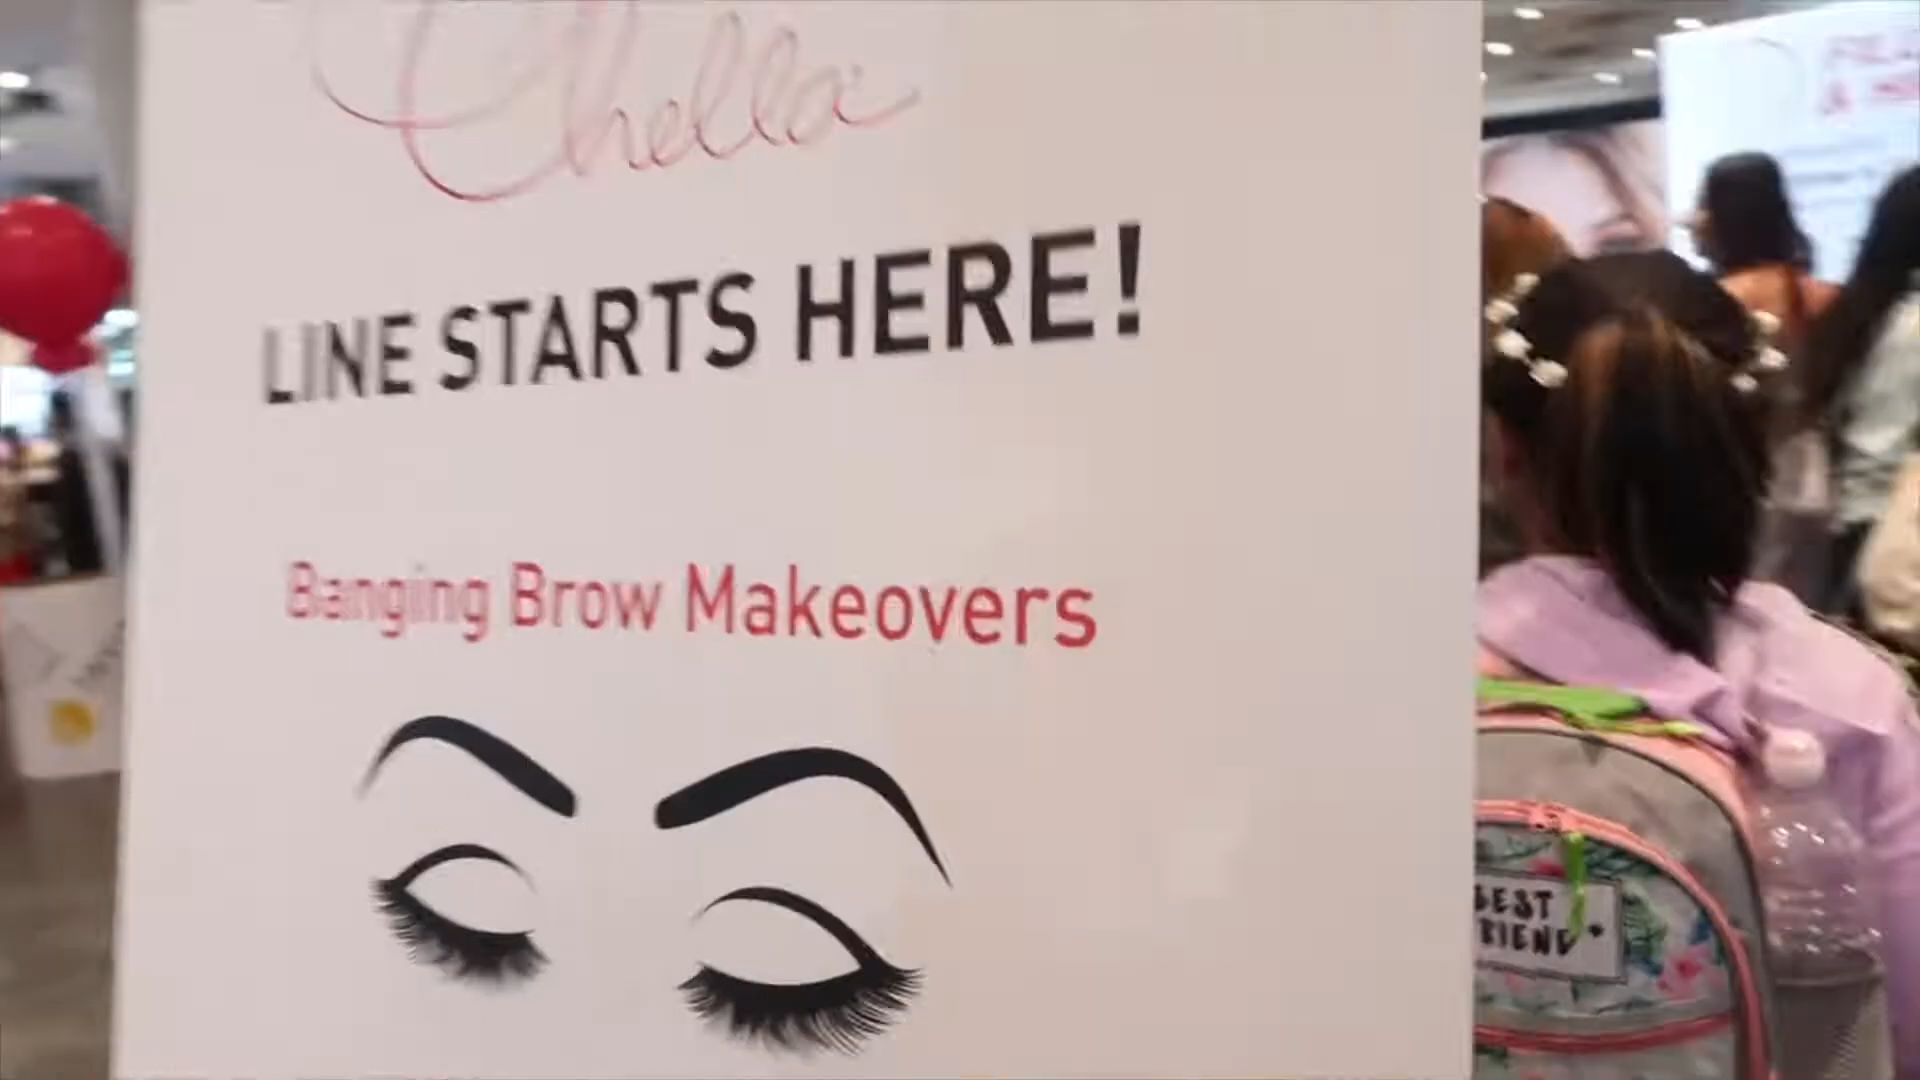 Chella
LINE STARTS HERE!
Banging Brow Makeovers
BEST
FRIEND